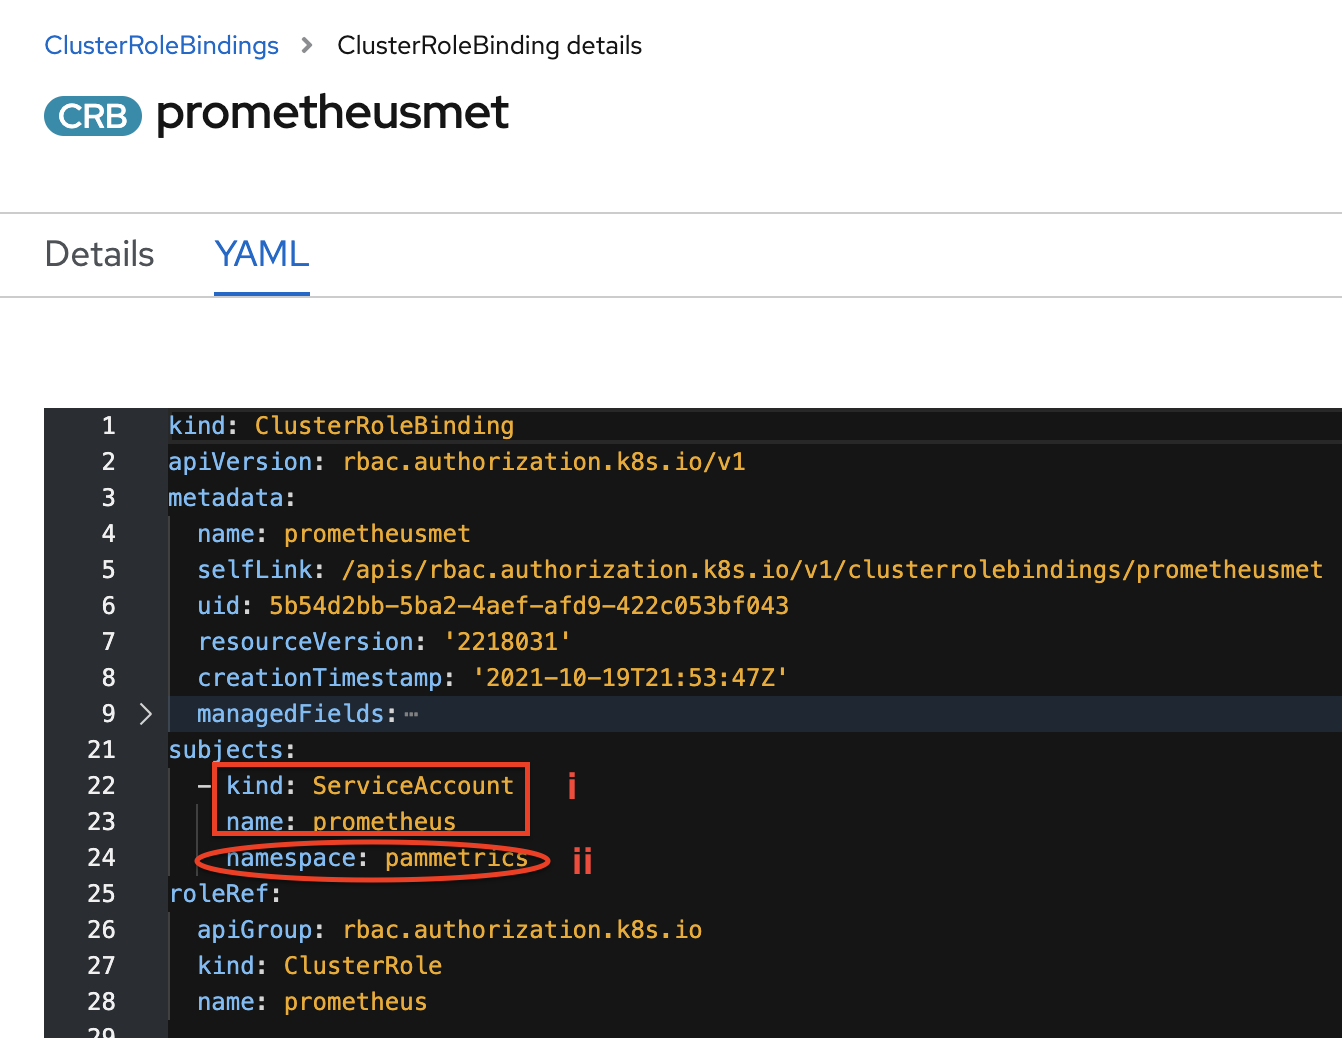 ClusterRoleBindings > ClusterRoleBinding details
CRB prometheusmet
Details YAML
1 kind: ClusterRoleBinding
2 apiVersion: rbac.authorization.k8s.io/v1
3 metadata:
4 name: prometheusmet
5 selfLink: /apis/rbac.authorization.k8s.io/v1/clusterrolebindings/prometheusmet
6 uid: 5b54d2bb-5ba2-4aef-afd9-422c053bf043
7 resourceVersion: '2218031'
8 creationTimestamp: '2021-10-19T21:53:47Z'
9 > managedFields: ⋯
21 subjects:
22 - kind: ServiceAccount i
23 name: prometheus
24 namespace: pammetrics ii
25 roleRef:
26 apiGroup: rbac.authorization.k8s.io
27 kind: ClusterRole
28 name: prometheus
29